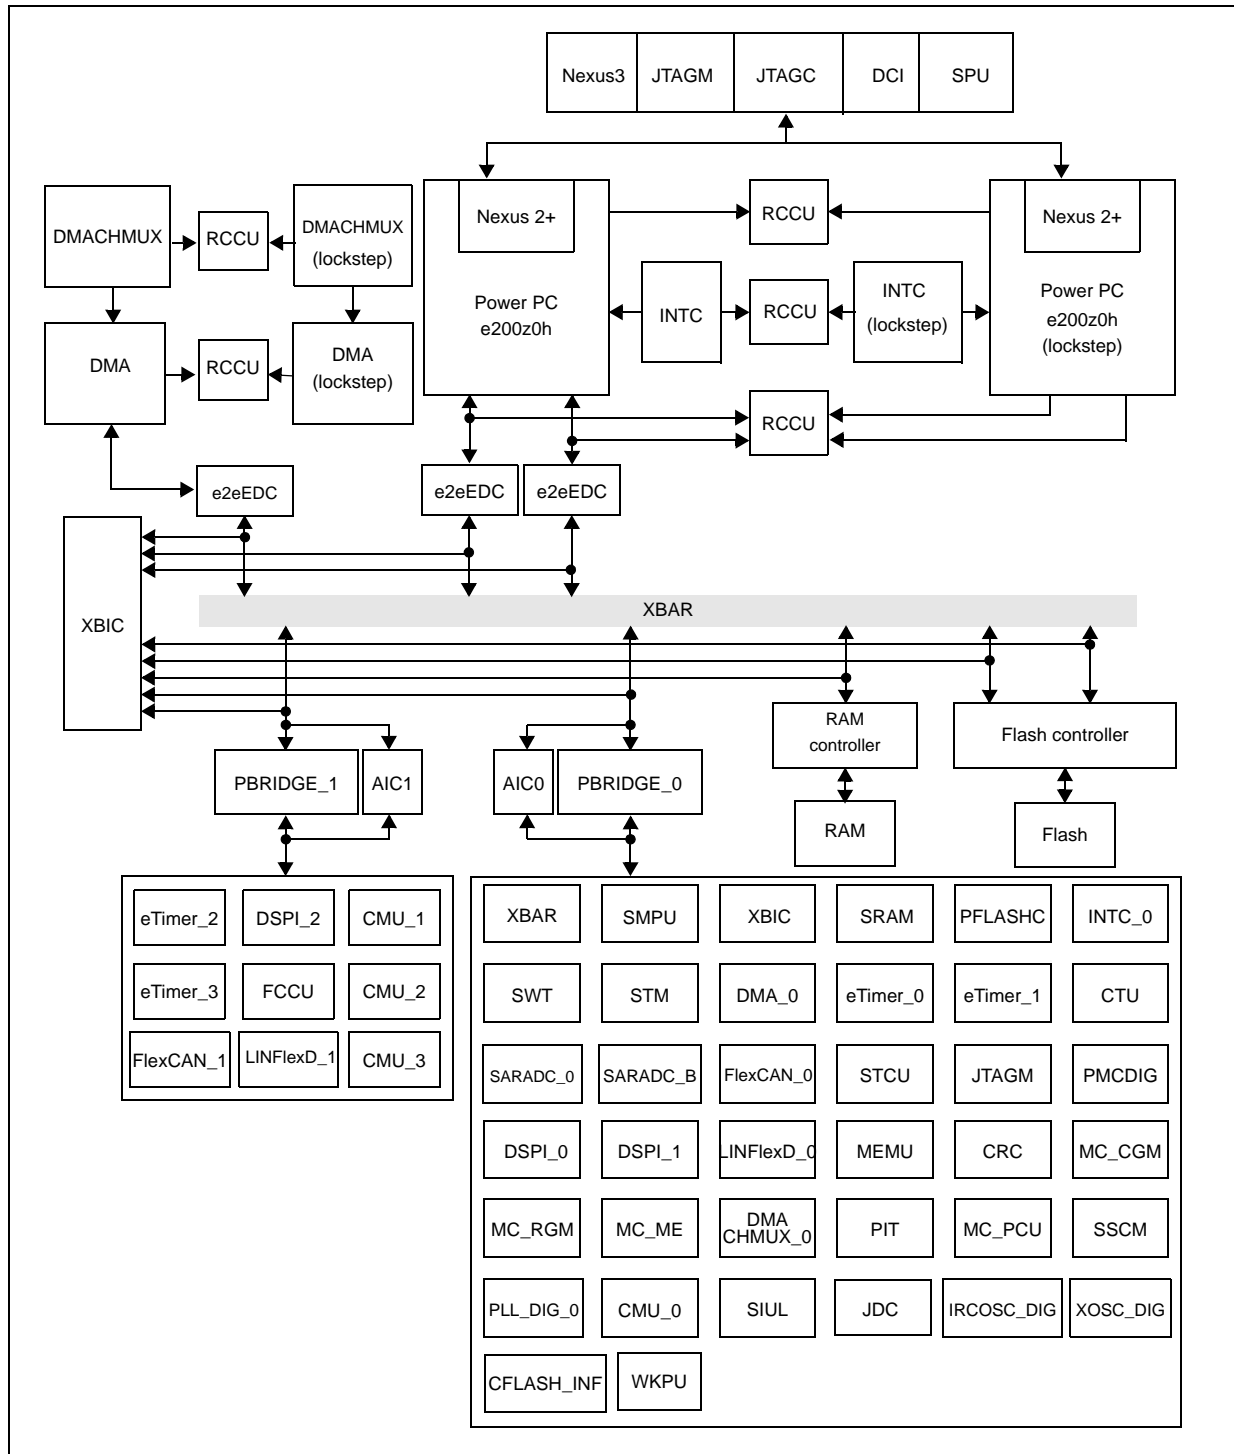 Nexus3
JTAGM
JTAGC
DCI
SPU
DMACHMUX
RCCU
DMACHMUX
(lockstep)
Nexus 2+
RCCU
Nexus 2+
Power PC
e200z0h
INTC
RCCU
INTC
(lockstep)
Power PC
e200z0h
(lockstep)
DMA
RCCU
DMA
(lockstep)
RCCU
e2eEDC
e2eEDC
e2eEDC
XBIC
XBAR
RAM
controller
Flash controller
PBRIDGE_1
AIC1
AIC0
PBRIDGE_0
RAM
Flash
eTimer_2
DSPI_2
CMU_1
eTimer_3
FCCU
CMU_2
FlexCAN_1
LINFlexD_1
CMU_3
XBAR
SMPU
XBIC
SRAM
PFLASHC
INTC_0
SWT
STM
DMA_0
eTimer_0
eTimer_1
CTU
SARADC_0
SARADC_B
FlexCAN_0
STCU
JTAGM
PMCDIG
DSPI_0
DSPI_1
LINFlexD_0
MEMU
CRC
MC_CGM
MC_RGM
MC_ME
DMA
CHMUX_0
PIT
MC_PCU
SSCM
PLL_DIG_0
CMU_0
SIUL
JDC
IRCOSC_DIG
XOSC_DIG
CFLASH_INF
WKPU